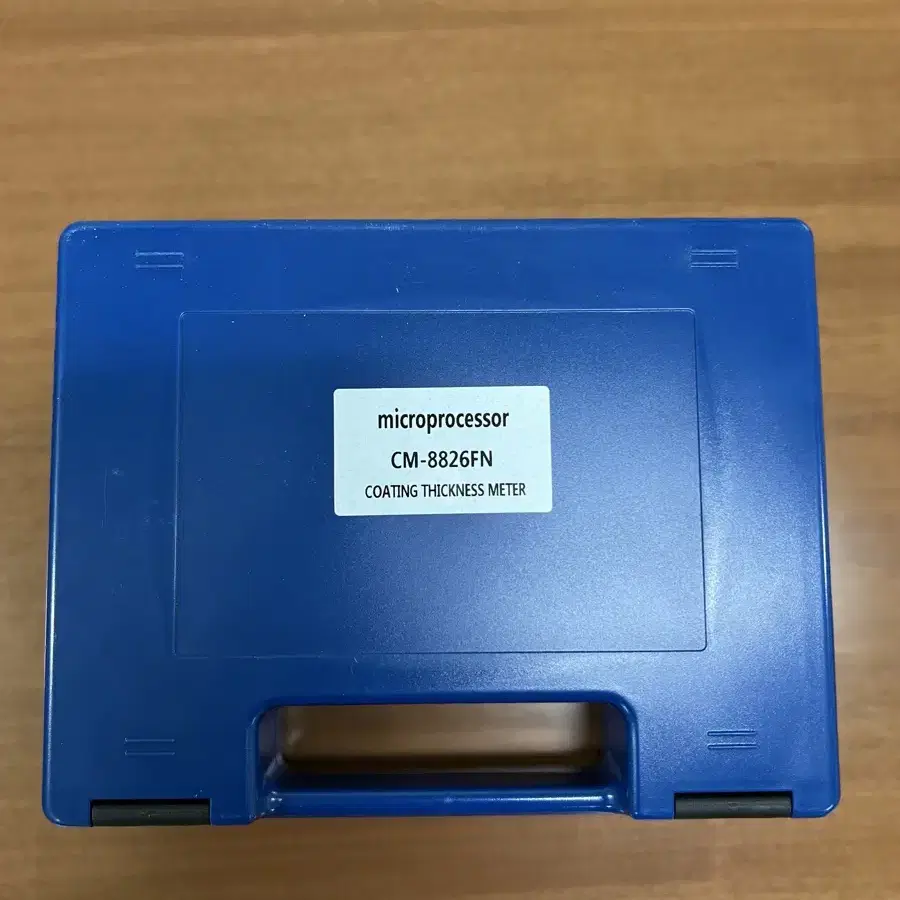 microprocessor
CM-8826FN
COATING THICKNESS METER